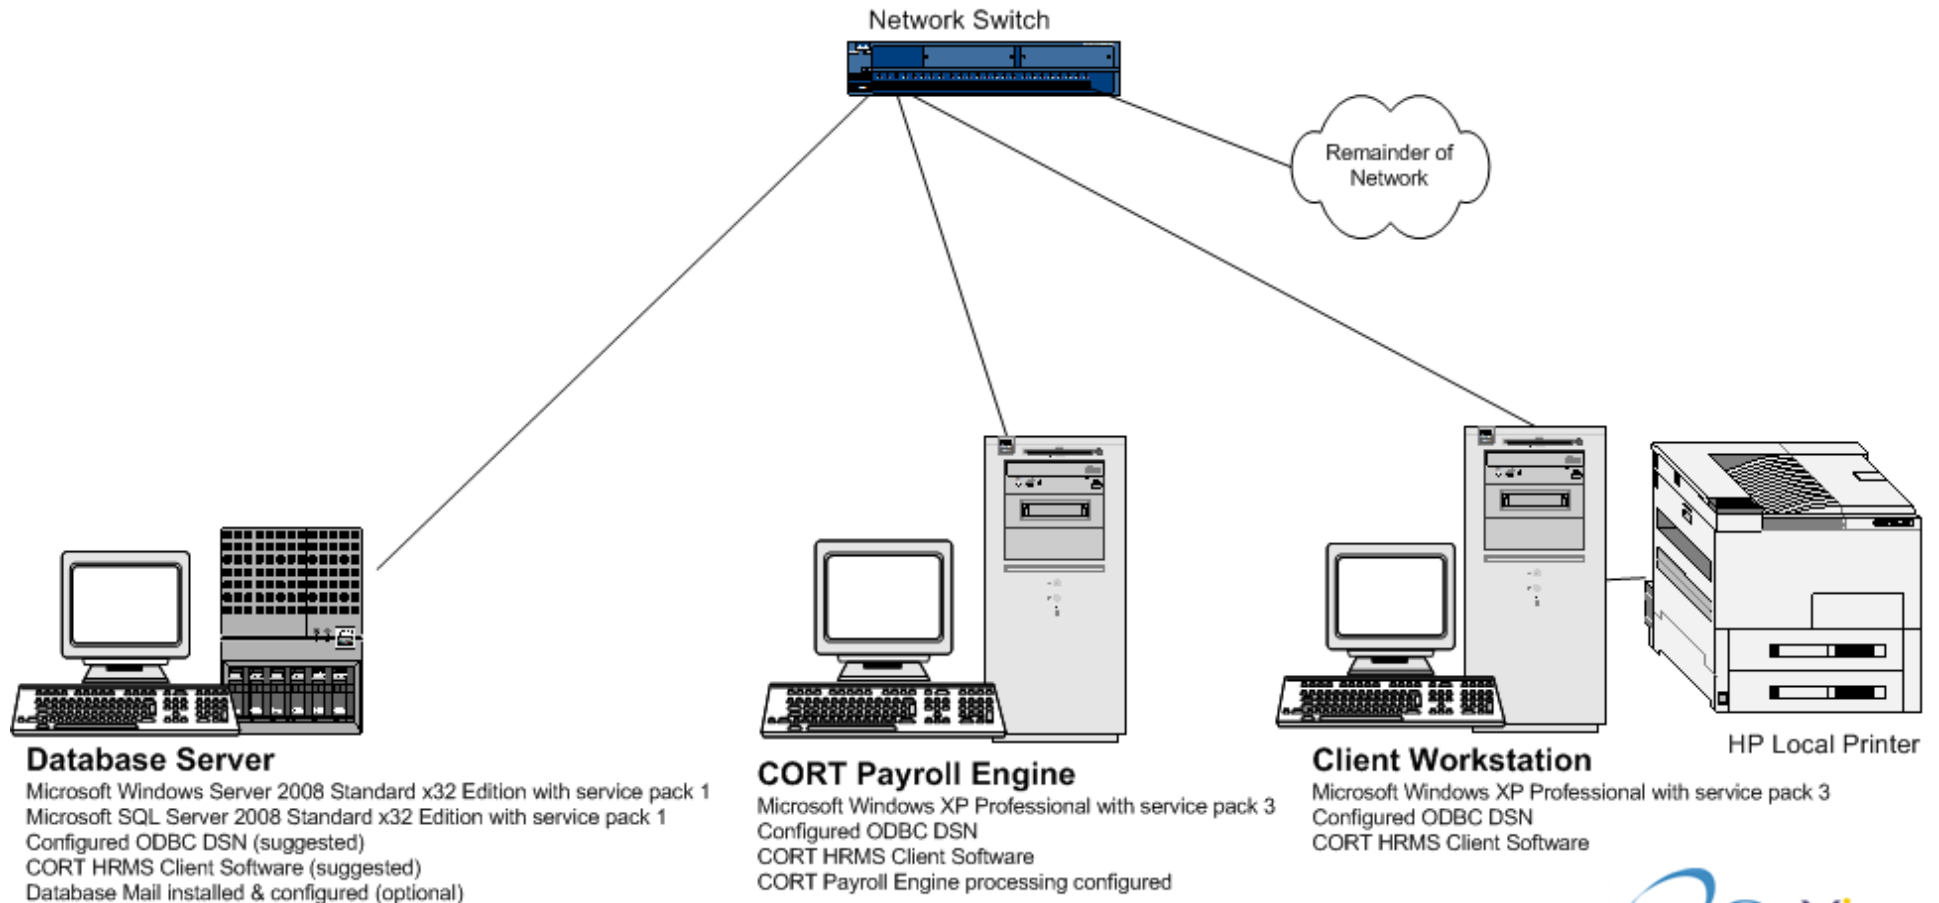 Network Switch
Remainder of
Network
Database Server
Microsoft Windows Server 2008 Standard x32 Edition with service pack 1
Microsoft SQL Server 2008 Standard x32 Edition with service pack 1
Configured ODBC DSN (suggested)
CORT HRMS Client Software (suggested)
Database Mail installed & configured (optional)
CORT Payroll Engine
Microsoft Windows XP Professional with service pack 3
Configured ODBC DSN
CORT HRMS Client Software
CORT Payroll Engine processing configured
Client Workstation
Microsoft Windows XP Professional with service pack 3
Configured ODBC DSN
CORT HRMS Client Software
HP Local Printer